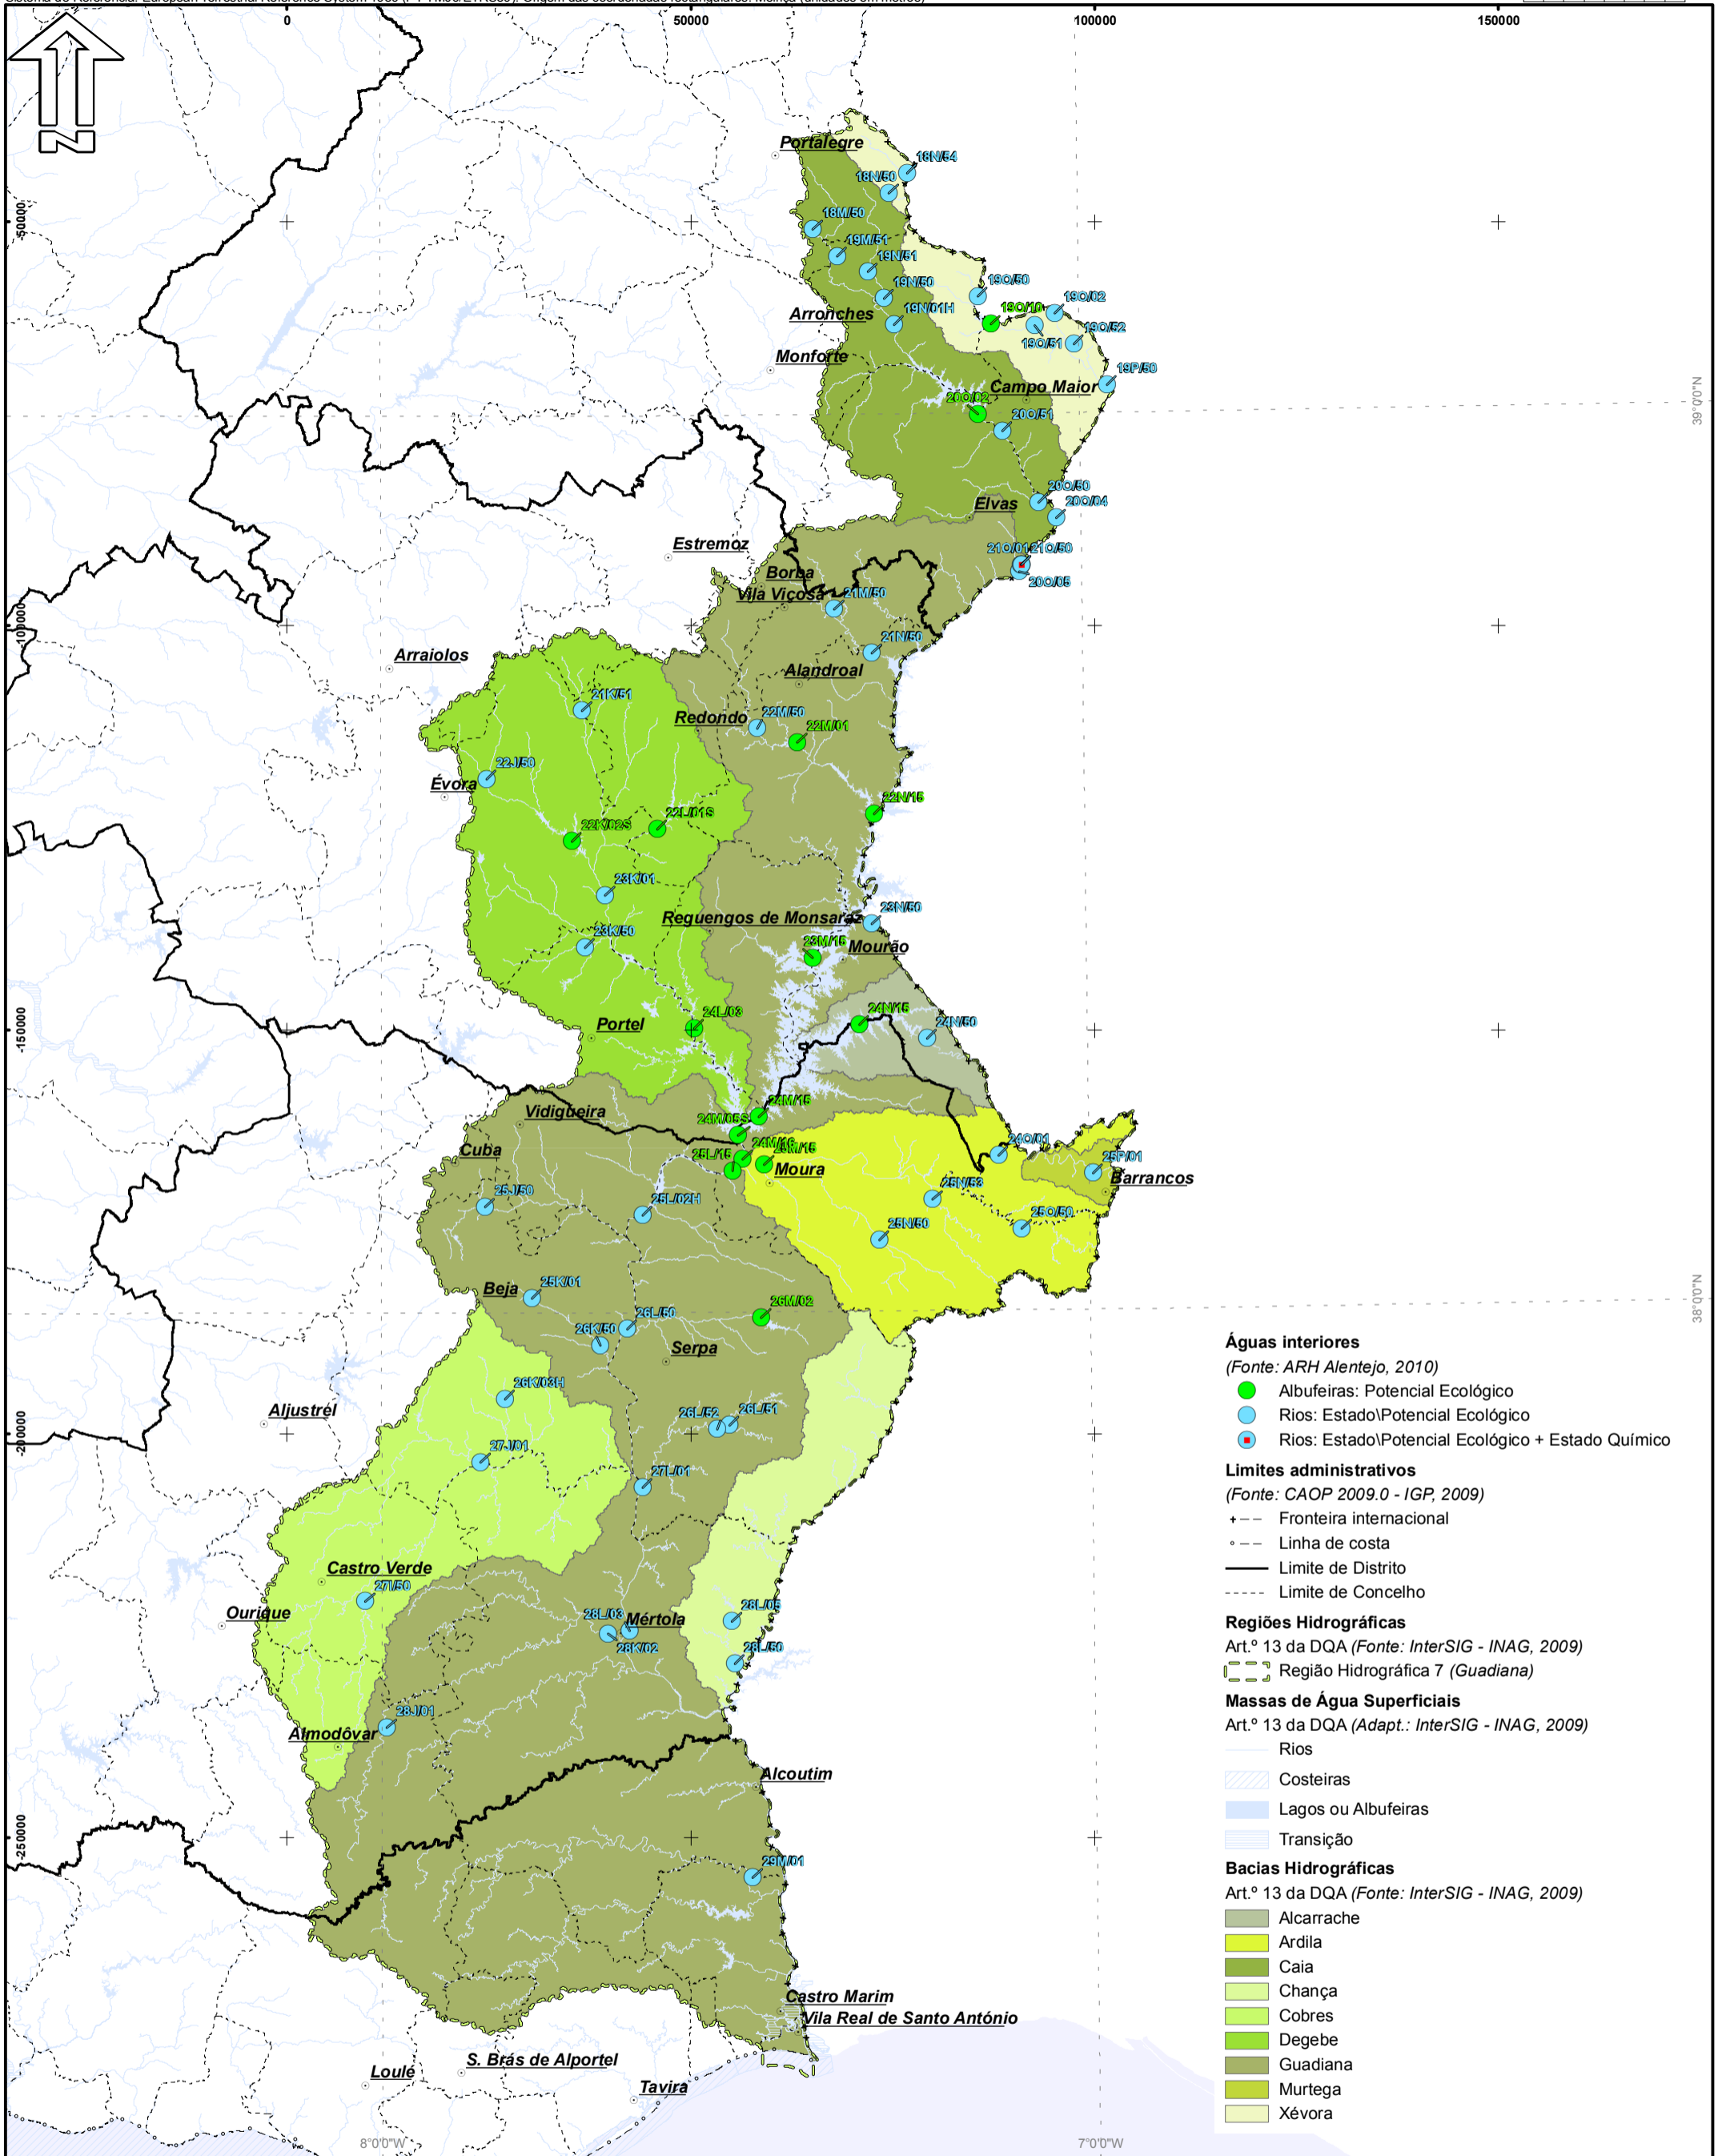 50000
100000
150000
N
-50000
Portalegre
18N/54
18N/50
18M/50
19M/51
19N/51
19N/50
19O/50
19O/02
19O/10
19N/01H
Arronches
19O/52
19O/51
Monforte
19P/50
Campo Maior
39°0'0"N
20O/02
20O/51
20O/50
20O/04
Elvas
Estremoz
21O/01
21O/50
20O/05
Borba
Vila Viçosa
21M/50
-100000
21N/50
Arraiolos
Alandroal
21K/51
Redondo
22M/50
22M/01
22J/50
Évora
22N/15
22L/01S
22K/02S
23K/01
Reguengos de Monsaraz
23N/50
23M/15
23K/50
Mourão
24N/15
24L/03
Portel
24N/50
-150000
24M/15
Vidigueira
24M/05S
24O/01
24M/16
25M/15
Cuba
25L/15
Moura
25P/01
Barrancos
25N/53
25J/50
25L/02H
25O/50
25N/50
25K/01
Beja
38°0'0"N
26M/02
26L/50
26K/50
Serpa
26K/03H
Aljustrel
26L/52
26L/51
-200000
27J/01
27L/01
Castro Verde
27I/50
Ourique
28L/03
Mértola
28L/05
28K/02
28L/50
28J/01
Almodôvar
Alcoutim
-250000
29M/01
Castro Marim
Vila Real de Santo António
S. Brás de Alportel
Loulé
Tavira
8°0'0"W
7°0'0"W
Águas interiores
(Fonte: ARH Alentejo, 2010)
Albufeiras: Potencial Ecológico
Rios: Estado\Potencial Ecológico
Rios: Estado\Potencial Ecológico + Estado Químico
Limites administrativos
(Fonte: CAOP 2009.0 - IGP, 2009)
Fronteira internacional
Linha de costa
Limite de Distrito
Limite de Concelho
Regiões Hidrográficas
Art.º 13 da DQA (Fonte: InterSIG - INAG, 2009)
Região Hidrográfica 7 (Guadiana)
Massas de Água Superficiais
Art.º 13 da DQA (Adapt.: InterSIG - INAG, 2009)
Rios
Costeiras
Lagos ou Albufeiras
Transição
Bacias Hidrográficas
Art.º 13 da DQA (Fonte: InterSIG - INAG, 2009)
Alcarrache
Ardila
Caia
Chança
Cobres
Degebe
Guadiana
Murtega
Xévora